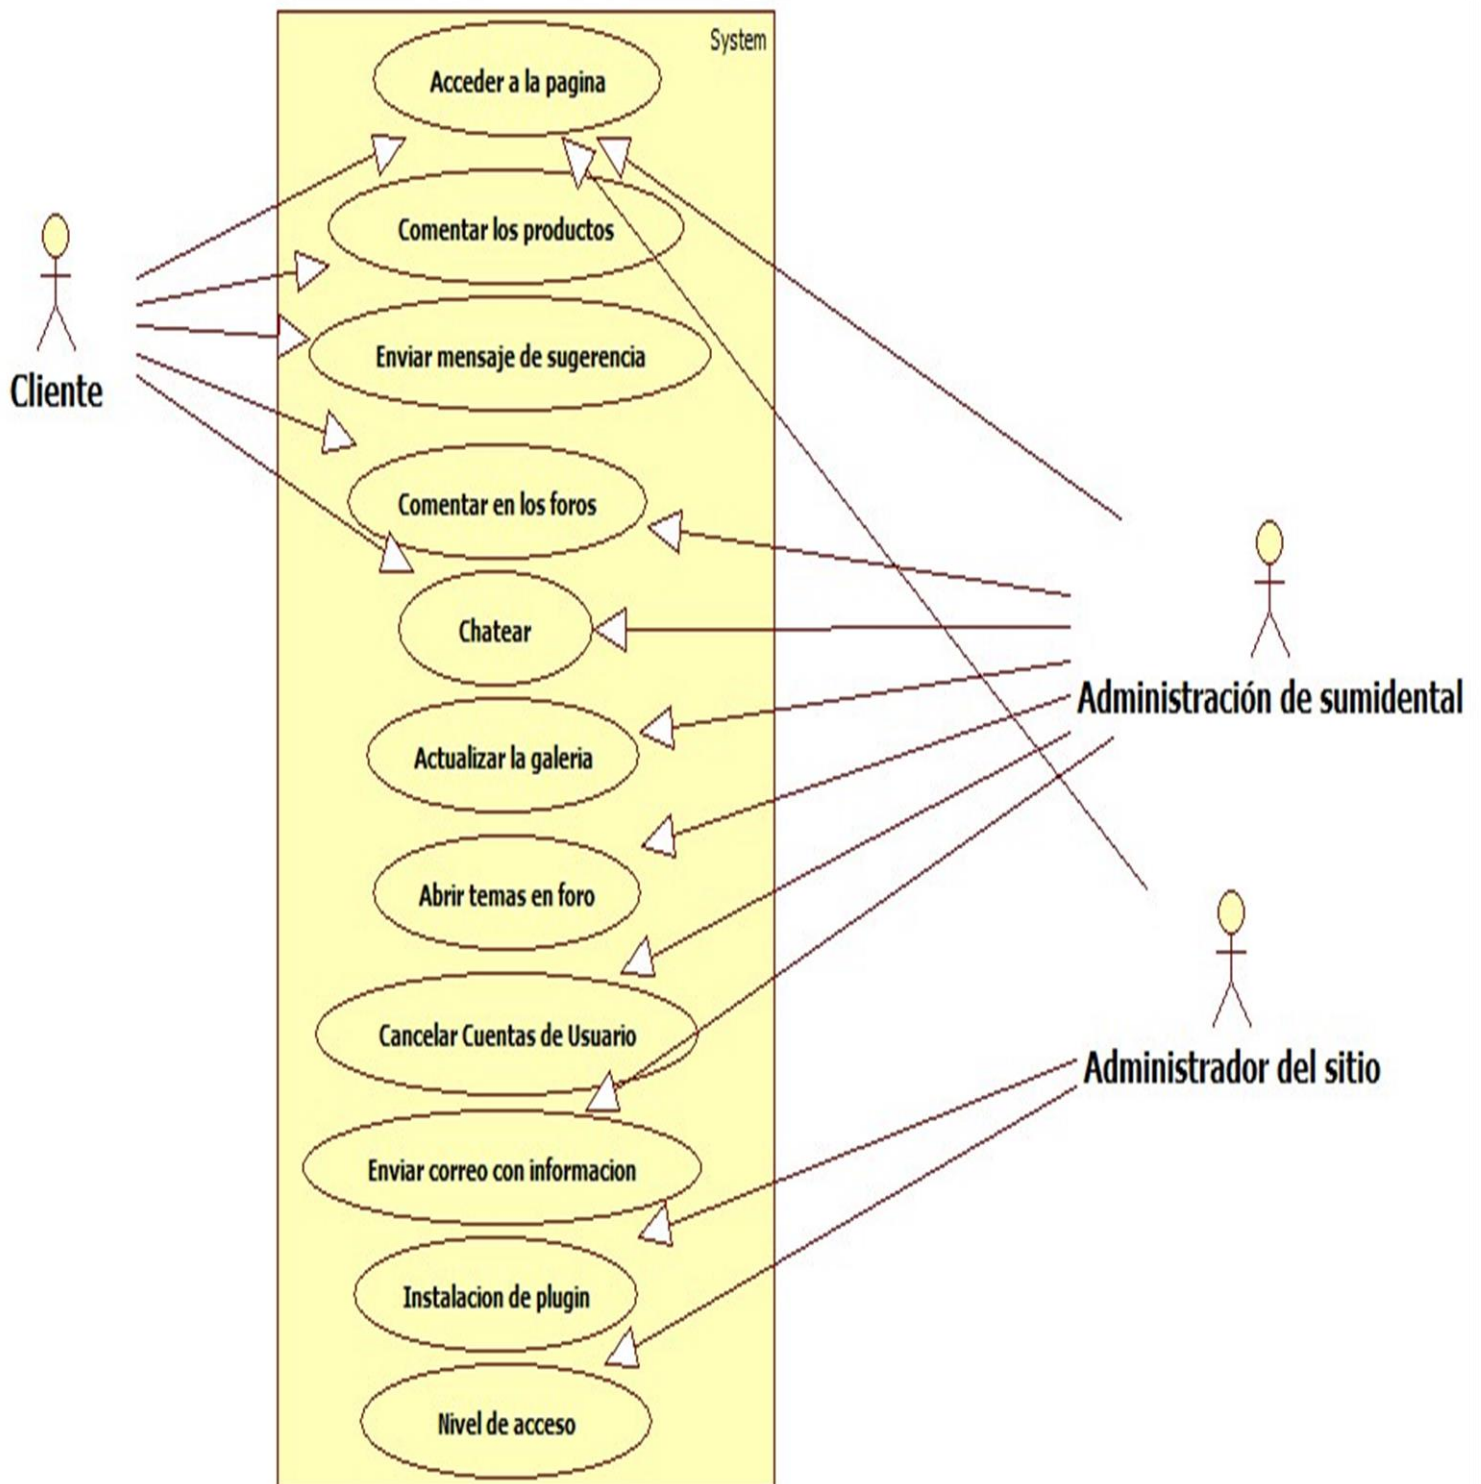 System
Acceder a la pagina
Comentar los productos
Enviar mensaje de sugerencia
Cliente
Comentar en los foros
Chatear
Administración de sumidental
Actualizar la galeria
Abrir temas en foro
Cancelar Cuentas de Usuario
Administrador del sitio
Enviar correo con informacion
Instalacion de plugin
Nivel de acceso